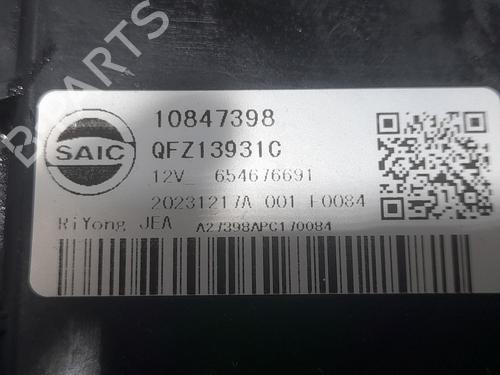 B-PARTS
SAIC
10847398
QFZ13931C
12V 654676691
20231217A 001 F0084
RiYong JEA
A27398APC170084